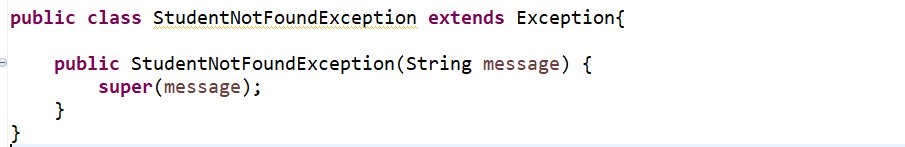 public class StudentNotFoundException extends Exception{
public StudentNotFoundException(String message) {
super(message);
}
}